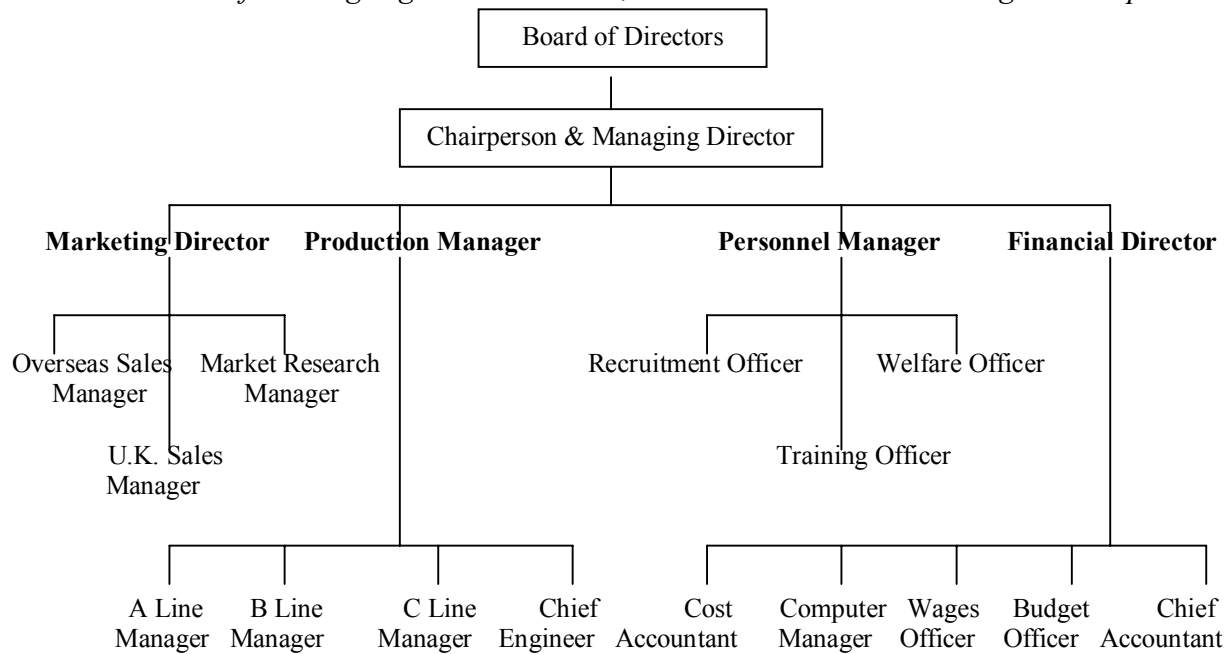 Board of Directors
Chairperson & Managing Director
Marketing Director Production Manager Personnel Manager Financial Director
Overseas Sales Manager
Market Research Manager
Recruitment Officer Welfare Officer
U.K. Sales Manager
Training Officer
A Line Manager
B Line Manager
C Line Manager
Chief Engineer
Cost Accountant
Computer Manager
Wages Officer
Budget Officer
Chief Accountant